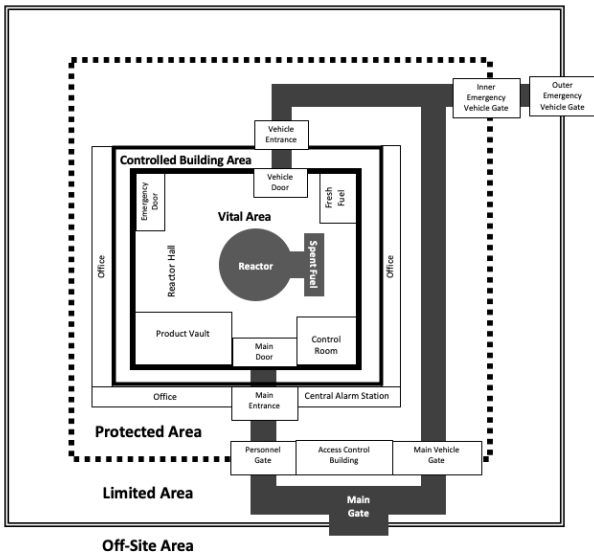 Inner
Emergency
Vehicle Gate
Outer
Emergency
Vehicle Gate
Vehicle
Entrance
Controlled Building Area
Vehicle
Door
Emergency
Door
Fresh
Fuel
Vital Area
Office
Reactor Hall
Reactor
Spent Fuel
Office
Product Vault
Main
Door
Control
Room
Office
Main
Entrance
Central Alarm Station
Protected Area
Personnel
Gate
Access Control
Building
Main Vehicle
Gate
Limited Area
Main
Gate
Off-Site Area